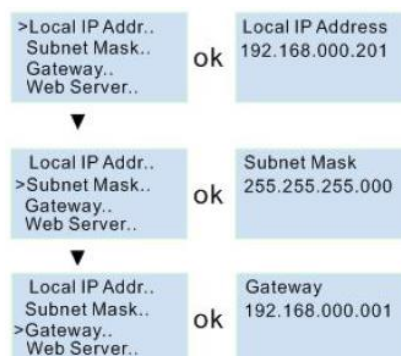 >Local IP Addr..
Subnet Mask..
Gateway..
Web Server..
ok
Local IP Address
192.168.000.201
▼
Local IP Addr..
>Subnet Mask..
Gateway..
Web Server..
ok
Subnet Mask
255.255.255.000
▼
Local IP Addr..
Subnet Mask..
>Gateway..
Web Server..
ok
Gateway
192.168.000.001